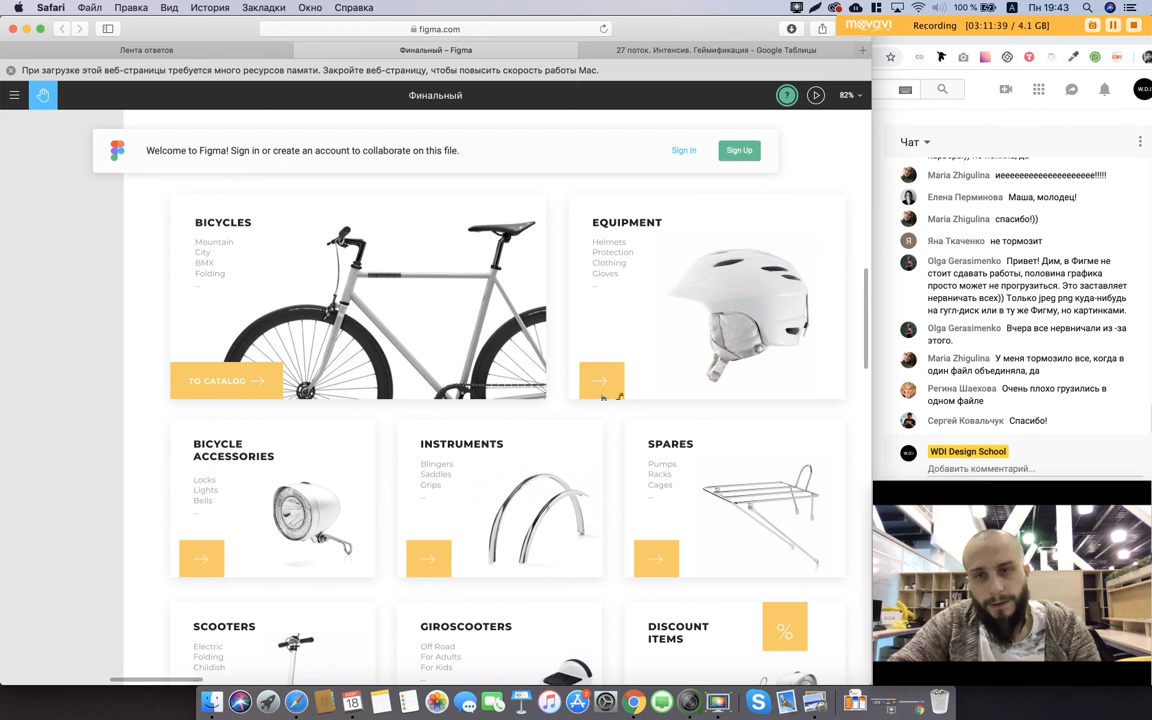 Safari Файл Правка Вид История Закладки Окно Справка
100 % Пн 19:43
movavi Recording [03:11:39 / 4.1 GB]
figma.com
Лента ответов Финальный – Figma 27 поток. Интенсив. Геймификация - Google Таблицы
При загрузке этой веб-страницы требуется много ресурсов памяти. Закройте веб-страницу, чтобы повысить скорость работы Mac.
Финальный ? 82%
Welcome to Figma! Sign in or create an account to collaborate on this file. Sign In Sign Up
BICYCLES
Mountain
City
BMX
Folding
...
TO CATALOG
EQUIPMENT
Helmets
Protection
Clothing
Gloves
...
BICYCLE
ACCESSORIES
Locks
Lights
Bells
...
INSTRUMENTS
Blingers
Saddles
Grips
...
SPARES
Pumps
Racks
Cages
...
SCOOTERS
Electric
Folding
Childish
GIROSCOOTERS
Off Road
For Adults
For Kids
DISCOUNT
ITEMS
%
W.D.I
Чат
Maria Zhigulina иееееееееееееееееееее!!!!!
Елена Перминова Маша, молодец!
Maria Zhigulina спасибо!))
Я Яна Ткаченко не тормозит
Olga Gerasimenko Привет! Дим, в Фигме не
стоит сдавать работы, половина графика
просто может не прогрузиться. Это заставляет
нервничать всех)) Только jpeg png куда-нибудь
на гугл-диск или в ту же Фигму, но картинками.
Olga Gerasimenko Вчера все нервничали из -за
этого.
Maria Zhigulina У меня тормозило все, когда в
один файл объединяла, да
Регина Шаехова Очень плохо грузились в
одном файле
Сергей Ковальчук Спасибо!
W.D.I WDI Design School
Добавить комментарий...
18